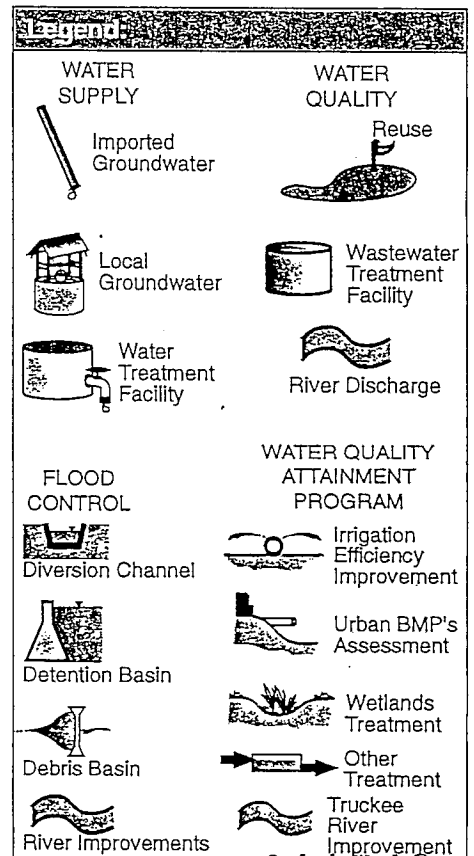 Legend
WATER
SUPPLY
Imported
Groundwater
Local
Groundwater
Water
Treatment
Facility
WATER
QUALITY
Reuse
Wastewater
Treatment
Facility
River Discharge
FLOOD
CONTROL
Diversion Channel
Detention Basin
Debris Basin
River Improvements
WATER QUALITY
ATTAINMENT
PROGRAM
Irrigation
Efficiency
Improvement
Urban BMP's
Assessment
Wetlands
Treatment
Other
Treatment
Truckee
River
Improvement